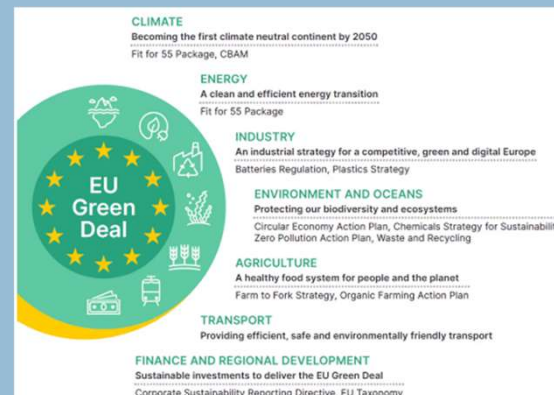 CLIMATE
Becoming the first climate neutral continent by 2050
Fit for 55 Package, CBAM
ENERGY
A clean and efficient energy transition
Fit for 55 Package
INDUSTRY
An industrial strategy for a competitive, green and digital Europe
Batteries Regulation, Plastics Strategy
EU
Green
Deal
ENVIRONMENT AND OCEANS
Protecting our biodiversity and ecosystems
Circular Economy Action Plan, Chemicals Strategy for
Zero Pollution Action Plan, Waste and Recycling
AGRICULTURE
A healthy food system for people and the planet
Farm to Fork Strategy, Organic Farming Action Plan
TRANSPORT
Providing efficient, safe and environmentally friendly transport
FINANCE AND REGIONAL DEVELOPMENT
Sustainable investments to deliver the EU Green Deal
Corporate Sustainability Reporting Directive, EU Taxonomy